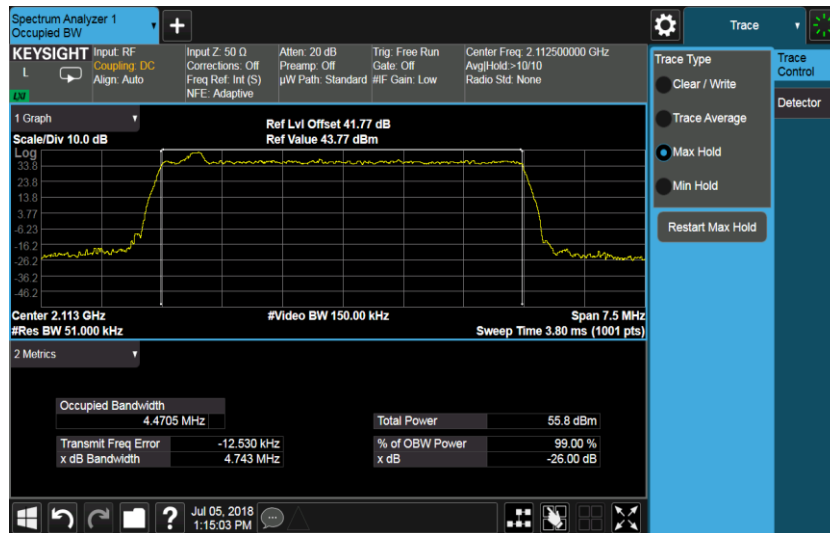 Spectrum Analyzer 1
Occupied BW
+
Trace
KEYSIGHT
L
LXI
Input: RF
Coupling: DC
Align: Auto
Input Z: 50 Ω
Corrections: Off
Freq Ref: Int (S)
NFE: Adaptive
Atten: 20 dB
Preamp: Off
µW Path: Standard
Trig: Free Run
Gate: Off
#IF Gain: Low
Center Freq: 2.112500000 GHz
Avg|Hold:>10/10
Radio Std: None
Trace Type
Clear / Write
Trace Average
Max Hold
Min Hold
Restart Max Hold
Trace
Control
Detector
1 Graph
Scale/Div 10.0 dB
Ref Lvl Offset 41.77 dB
Ref Value 43.77 dBm
Log
33.8
23.8
13.8
3.77
-6.23
-16.2
-26.2
-36.2
-46.2
Center 2.113 GHz
#Video BW 150.00 kHz
Span 7.5 MHz
#Res BW 51.000 kHz
Sweep Time 3.80 ms (1001 pts)
2 Metrics
Occupied Bandwidth
4.4705 MHz
Total Power 55.8 dBm
Transmit Freq Error -12.530 kHz
% of OBW Power 99.00 %
x dB Bandwidth 4.743 MHz
x dB -26.00 dB
?
Jul 05, 2018
1:15:03 PM